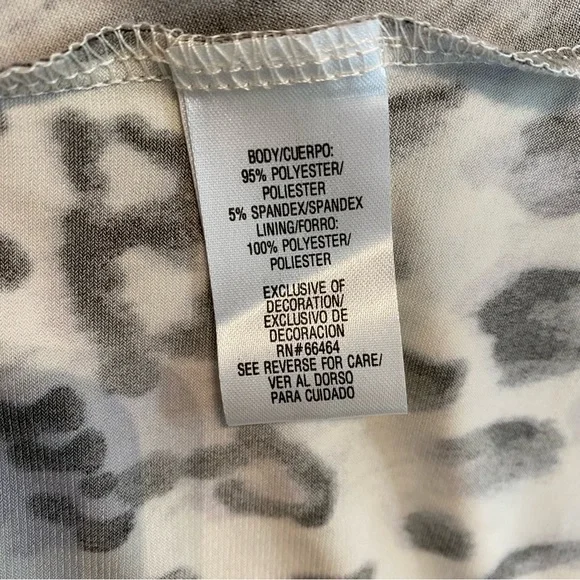 BODY/CUERPO:
95% POLYESTER/
POLIESTER
5% SPANDEX/SPANDEX
LINING/FORRO:
100% POLYESTER/
POLIESTER
EXCLUSIVE OF
DECORATION/
EXCLUSIVO DE
DECORACION
RN#66464
SEE REVERSE FOR CARE/
VER AL DORSO
PARA CUIDADO